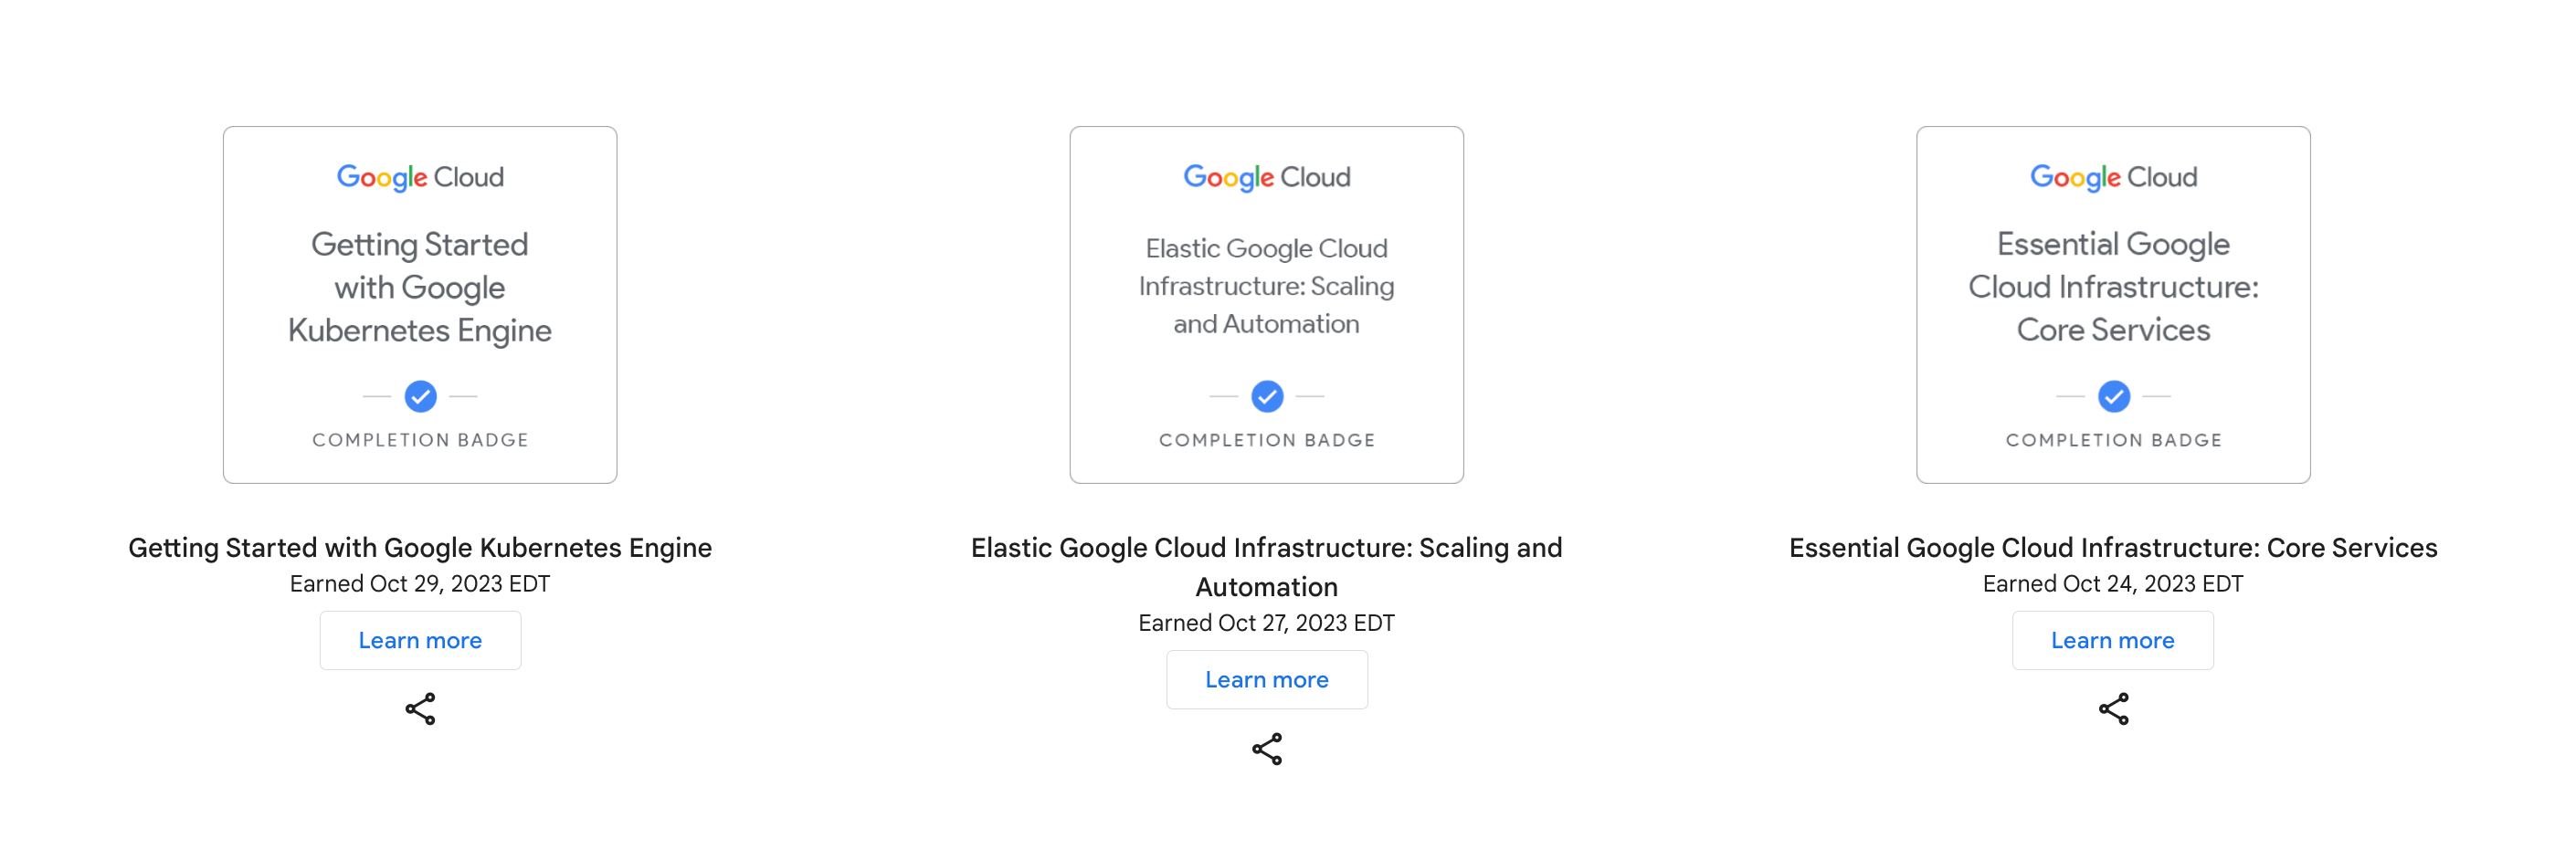 Google Cloud
Getting Started
with Google
Kubernetes Engine
COMPLETION BADGE
Getting Started with Google Kubernetes Engine
Earned Oct 29, 2023 EDT
Learn more
Google Cloud
Elastic Google Cloud
Infrastructure: Scaling
and Automation
COMPLETION BADGE
Elastic Google Cloud Infrastructure: Scaling and
Automation
Earned Oct 27, 2023 EDT
Learn more
Google Cloud
Essential Google
Cloud Infrastructure:
Core Services
COMPLETION BADGE
Essential Google Cloud Infrastructure: Core Services
Earned Oct 24, 2023 EDT
Learn more